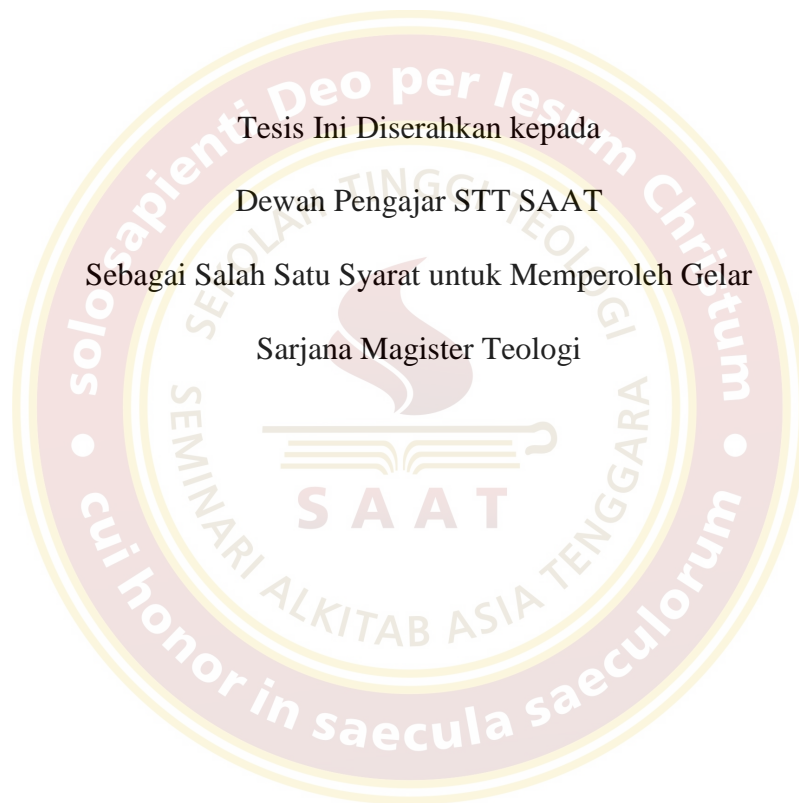 Tesis Ini Diserahkan kepada
Dewan Pengajar STT SAAT
Sebagai Salah Satu Syarat untuk Memperoleh Gelar
Sarjana Magister Teologi
solo sapienti Deo per Iesum Christum
SEKOLAH TINGGI TEOLOGI
SAAT
SEMINARI ALKITAB ASIA TENGGARA
cui honor in saecula saeculorum